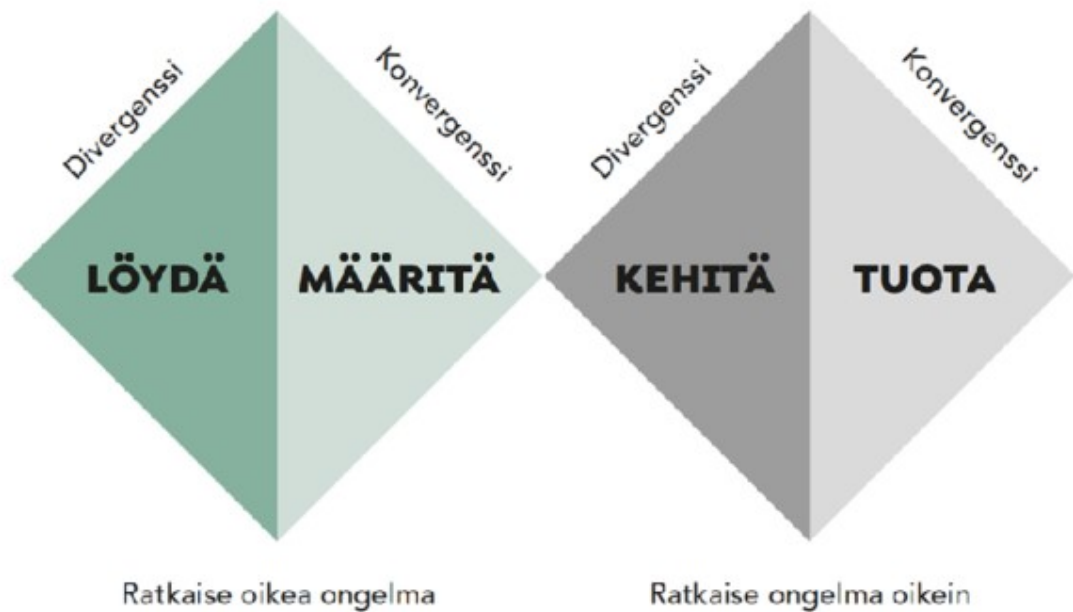 Divergenssi
Konvergenssi
Divergenssi
Konvergenssi
LÖYDÄ
MÄÄRITÄ
KEHITÄ
TUOTA
Ratkaise oikea ongelma
Ratkaise ongelma oikein